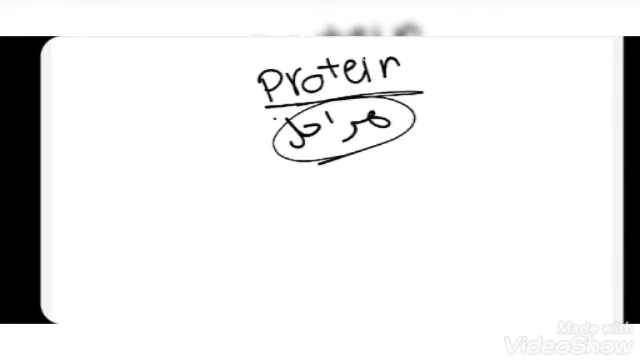 Protein
مراحل
Made with
VideoShow